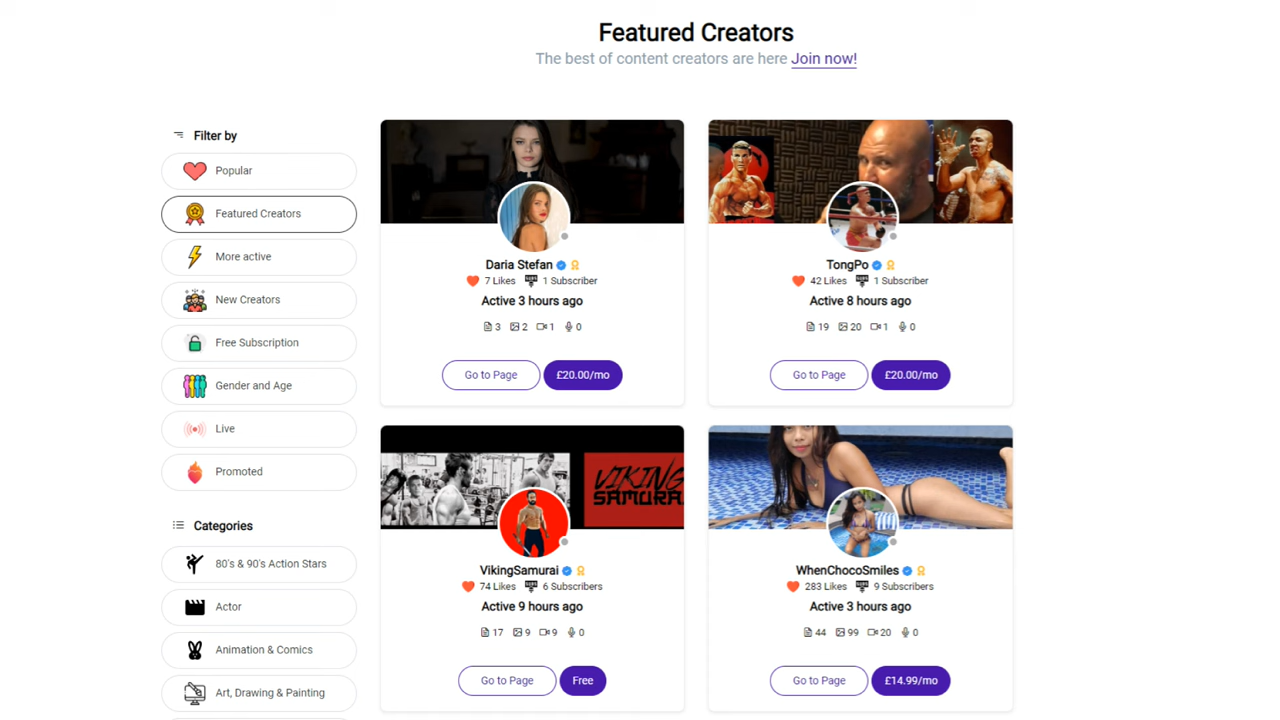 Featured Creators
The best of content creators are here Join now!
Filter by
Popular
Featured Creators
More active
New Creators
Free Subscription
Gender and Age
Live
Promoted
Categories
80's & 90's Action Stars
Actor
Animation & Comics
Art, Drawing & Painting
Daria Stefan
7 Likes 1 Subscriber
Active 3 hours ago
3 2 1 0
Go to Page £20.00/mo
TongPo
42 Likes 1 Subscriber
Active 8 hours ago
19 20 1 0
Go to Page £20.00/mo
VIKING
SAMURAI
VikingSamurai
74 Likes 6 Subscribers
Active 9 hours ago
17 9 9 0
Go to Page Free
WhenChocoSmiles
283 Likes 9 Subscribers
Active 3 hours ago
44 99 20 0
Go to Page £14.99/mo